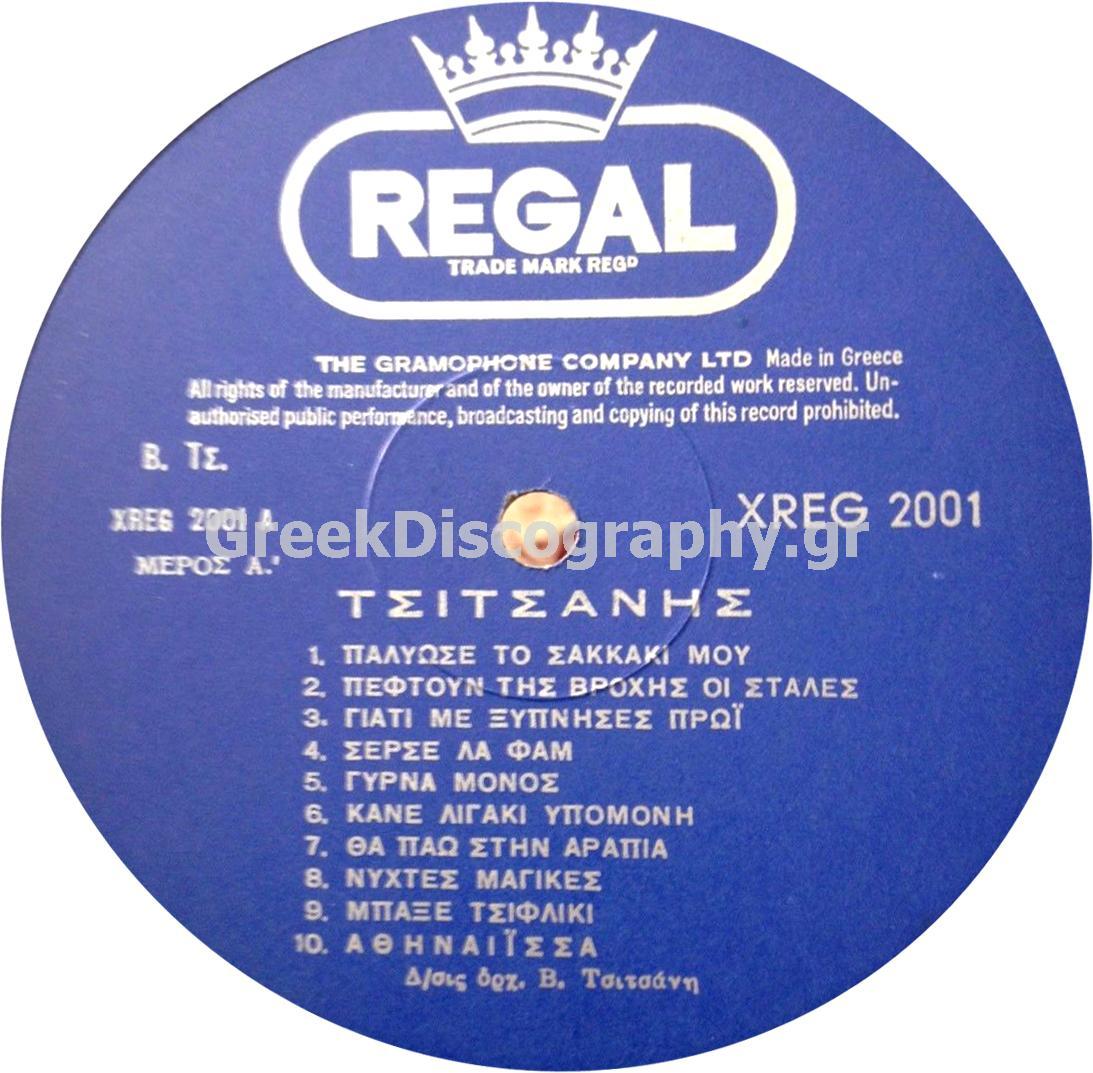 REGAL
TRADE MARK REGD
THE GRAMOPHONE COMPANY LTD Made in Greece
All rights of the manufacturer and of the owner of the recorded work reserved. Un-
authorised public performance, broadcasting and copying of this record prohibited.
Β. Τσ.
XREG 2001 A
XREG 2001
GreekDiscography.gr
ΜΕΡΟΣ Α.'
ΤΣΙΤΣΑΝΗΣ
1. ΠΑΛΥΩΣΕ ΤΟ ΣΑΚΚΑΚΙ ΜΟΥ
2. ΠΕΦΤΟΥΝ ΤΗΣ ΒΡΟΧΗΣ ΟΙ ΣΤΑΛΕΣ
3. ΓΙΑΤΙ ΜΕ ΞΥΠΝΗΣΕΣ ΠΡΩΪ
4. ΣΕΡΣΕ ΛΑ ΦΑΜ
5. ΓΥΡΝΑ ΜΟΝΟΣ
6. ΚΑΝΕ ΛΙΓΑΚΙ ΥΠΟΜΟΝΗ
7. ΘΑ ΠΑΩ ΣΤΗΝ ΑΡΑΠΙΑ
8. ΝΥΧΤΕΣ ΜΑΓΙΚΕΣ
9. ΜΠΑΞΕ ΤΣΙΦΛΙΚΙ
10. ΑΘΗΝΑΙΪΣΣΑ
Δ/σις ὀρχ. Β. Τσιτσάνη